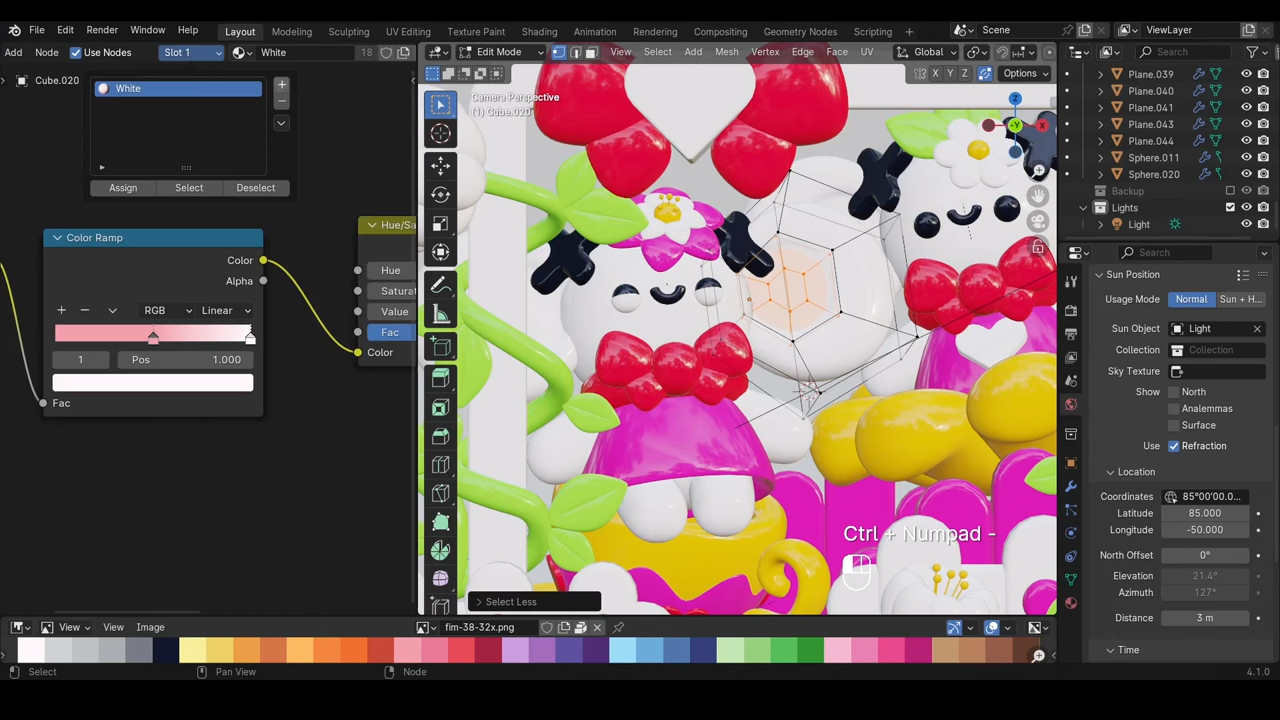 File Edit Render Window Help Layout Modeling Sculpting UV Editing Texture Paint Shading Animation Rendering Compositing Geometry Nodes Scripting + Scene ViewLayer
Add Node Use Nodes Slot 1 White 18
Edit Mode View Select Add Mesh Vertex Edge Face UV Global Search
X Y Z Options
Cube.020
White
Assign Select Deselect
Color Ramp
Color
Alpha
RGB Linear
1 Pos 1.000
Fac
Hue/Sa
Hue
Value
Fac
Color
Camera Perspective
(1) Cube.020
Z
-Y
X
Ctrl + Numpad -
Select Less
Plane.039
Plane.040
Plane.041
Plane.043
Plane.044
Sphere.011
Sphere.020
Backup
Lights
Light
Search
Sun Position
Usage Mode Normal Sun + H...
Sun Object Light
Collection Collection
Sky Texture
Show North
Analemmas
Surface
Use Refraction
Location
Coordinates 85°00'00.0...
Latitude 85.000
Longitude -50.000
North Offset 0°
Elevation 21.4°
Azimuth 127°
Distance 3 m
Time
View View Image fim-38-32x.png
Select Pan View Node 4.1.0